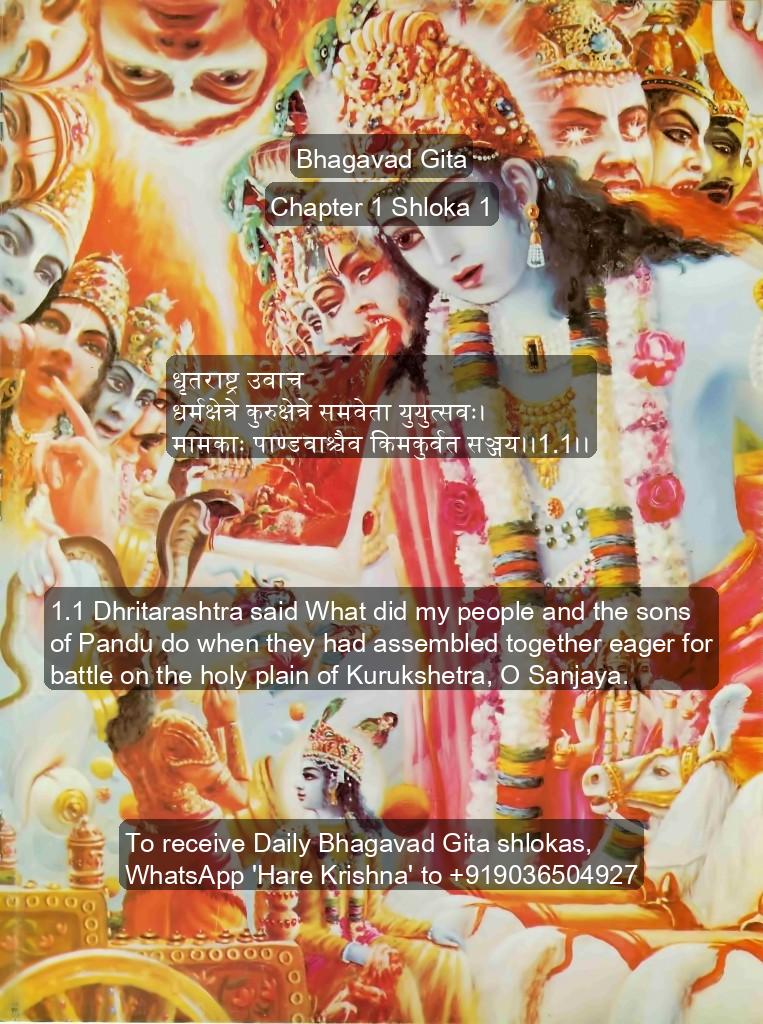 Bhagavad Gita
Chapter 1 Shloka 1
धृतराष्ट्र उवाच
धर्मक्षेत्रे कुरुक्षेत्रे समवेता युयुत्सवः।
मामकाः पाण्डवाश्चैव किमकुर्वत सञ्जय।।1.1।।
1.1 Dhritarashtra said What did my people and the sons
of Pandu do when they had assembled together eager for
battle on the holy plain of Kurukshetra, O Sanjaya.
To receive Daily Bhagavad Gita shlokas,
WhatsApp 'Hare Krishna' to +919036504927